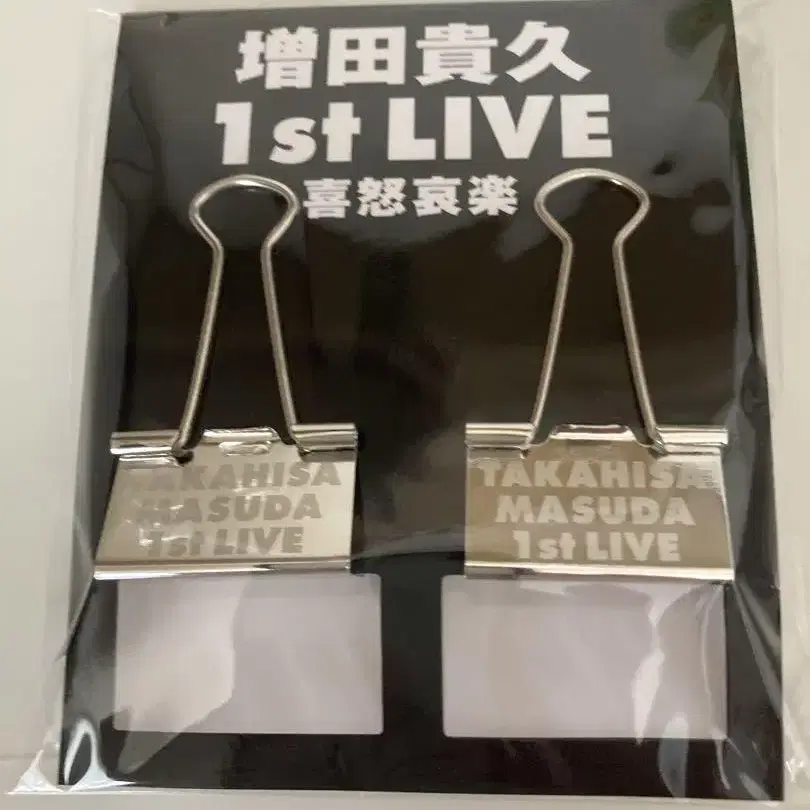 増田貴久
1st LIVE
喜怒哀楽
TAKAHISA
MASUDA
1st LIVE
TAKAHISA
MASUDA
1st LIVE